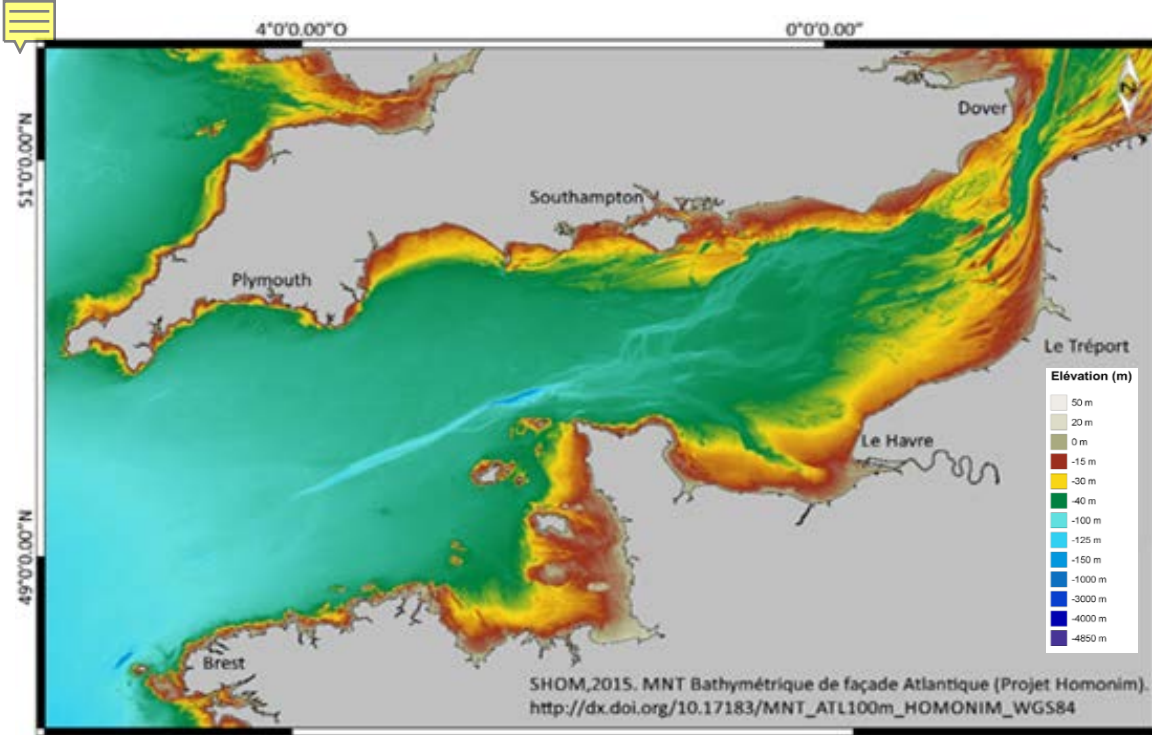 4°0'0.00"O
0°0'0.00"
51°0'0.00"N
Dover
N
Southampton
Plymouth
Le Tréport
Elévation (m)
50 m
20 m
0 m
-15 m
-30 m
-40 m
-100 m
-125 m
-150 m
-1000 m
-3000 m
-4000 m
-4850 m
Le Havre
49°0'0.00"N
Brest
SHOM,2015. MNT Bathymétrique de façade Atlantique (Projet Homonim).
http://dx.doi.org/10.17183/MNT_ATL100m_HOMONIM_WGS84